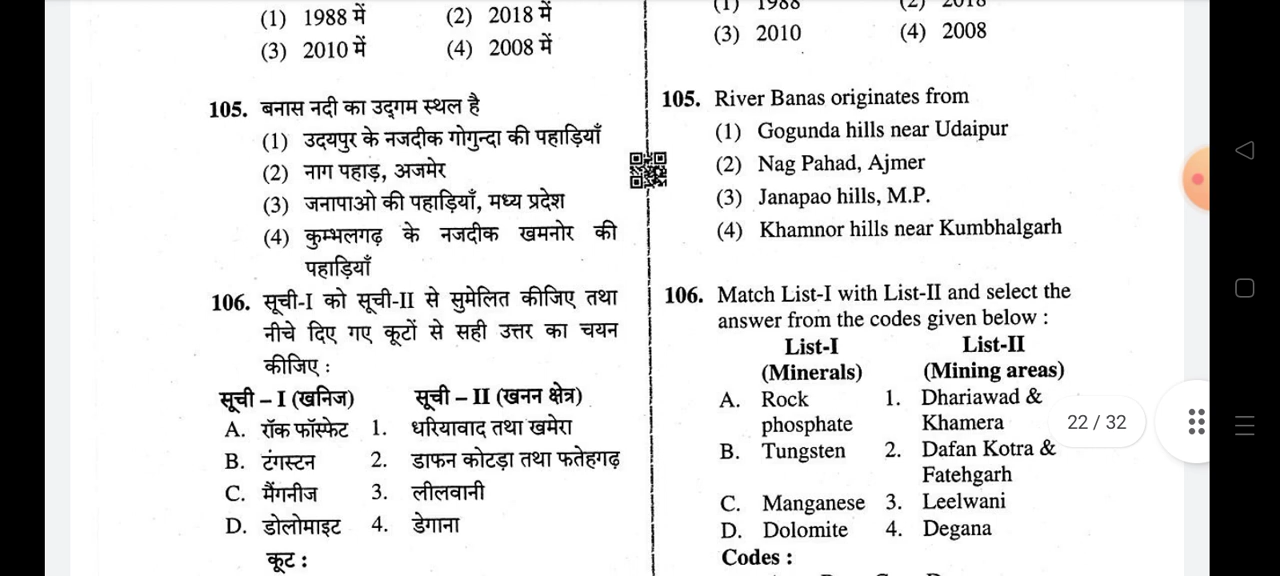 (1) 1988 में (2) 2018 में
(3) 2010 में (4) 2008 में
105. बनास नदी का उद्गम स्थल है
(1) उदयपुर के नजदीक गोगुन्दा की पहाड़ियाँ
(2) नाग पहाड़, अजमेर
(3) जनापाओ की पहाड़ियाँ, मध्य प्रदेश
(4) कुम्भलगढ़ के नजदीक खमनोर की
पहाड़ियाँ
106. सूची-I को सूची-II से सुमेलित कीजिए तथा
नीचे दिए गए कूटों से सही उत्तर का चयन
कीजिए :
सूची – I (खनिज) सूची – II (खनन क्षेत्र)
A. रॉक फॉस्फेट 1. धरियावाद तथा खमेरा
B. टंगस्टन 2. डाफन कोटड़ा तथा फतेहगढ़
C. मैंगनीज 3. लीलवानी
D. डोलोमाइट 4. डेगाना
कूट :
(1) 1988 (2) 2018
(3) 2010 (4) 2008
105. River Banas originates from
(1) Gogunda hills near Udaipur
(2) Nag Pahad, Ajmer
(3) Janapao hills, M.P.
(4) Khamnor hills near Kumbhalgarh
106. Match List-I with List-II and select the
answer from the codes given below :
List-I List-II
(Minerals) (Mining areas)
A. Rock 1. Dhariawad &
phosphate Khamera
B. Tungsten 2. Dafan Kotra &
Fatehgarh
C. Manganese 3. Leelwani
D. Dolomite 4. Degana
Codes :
22 / 32